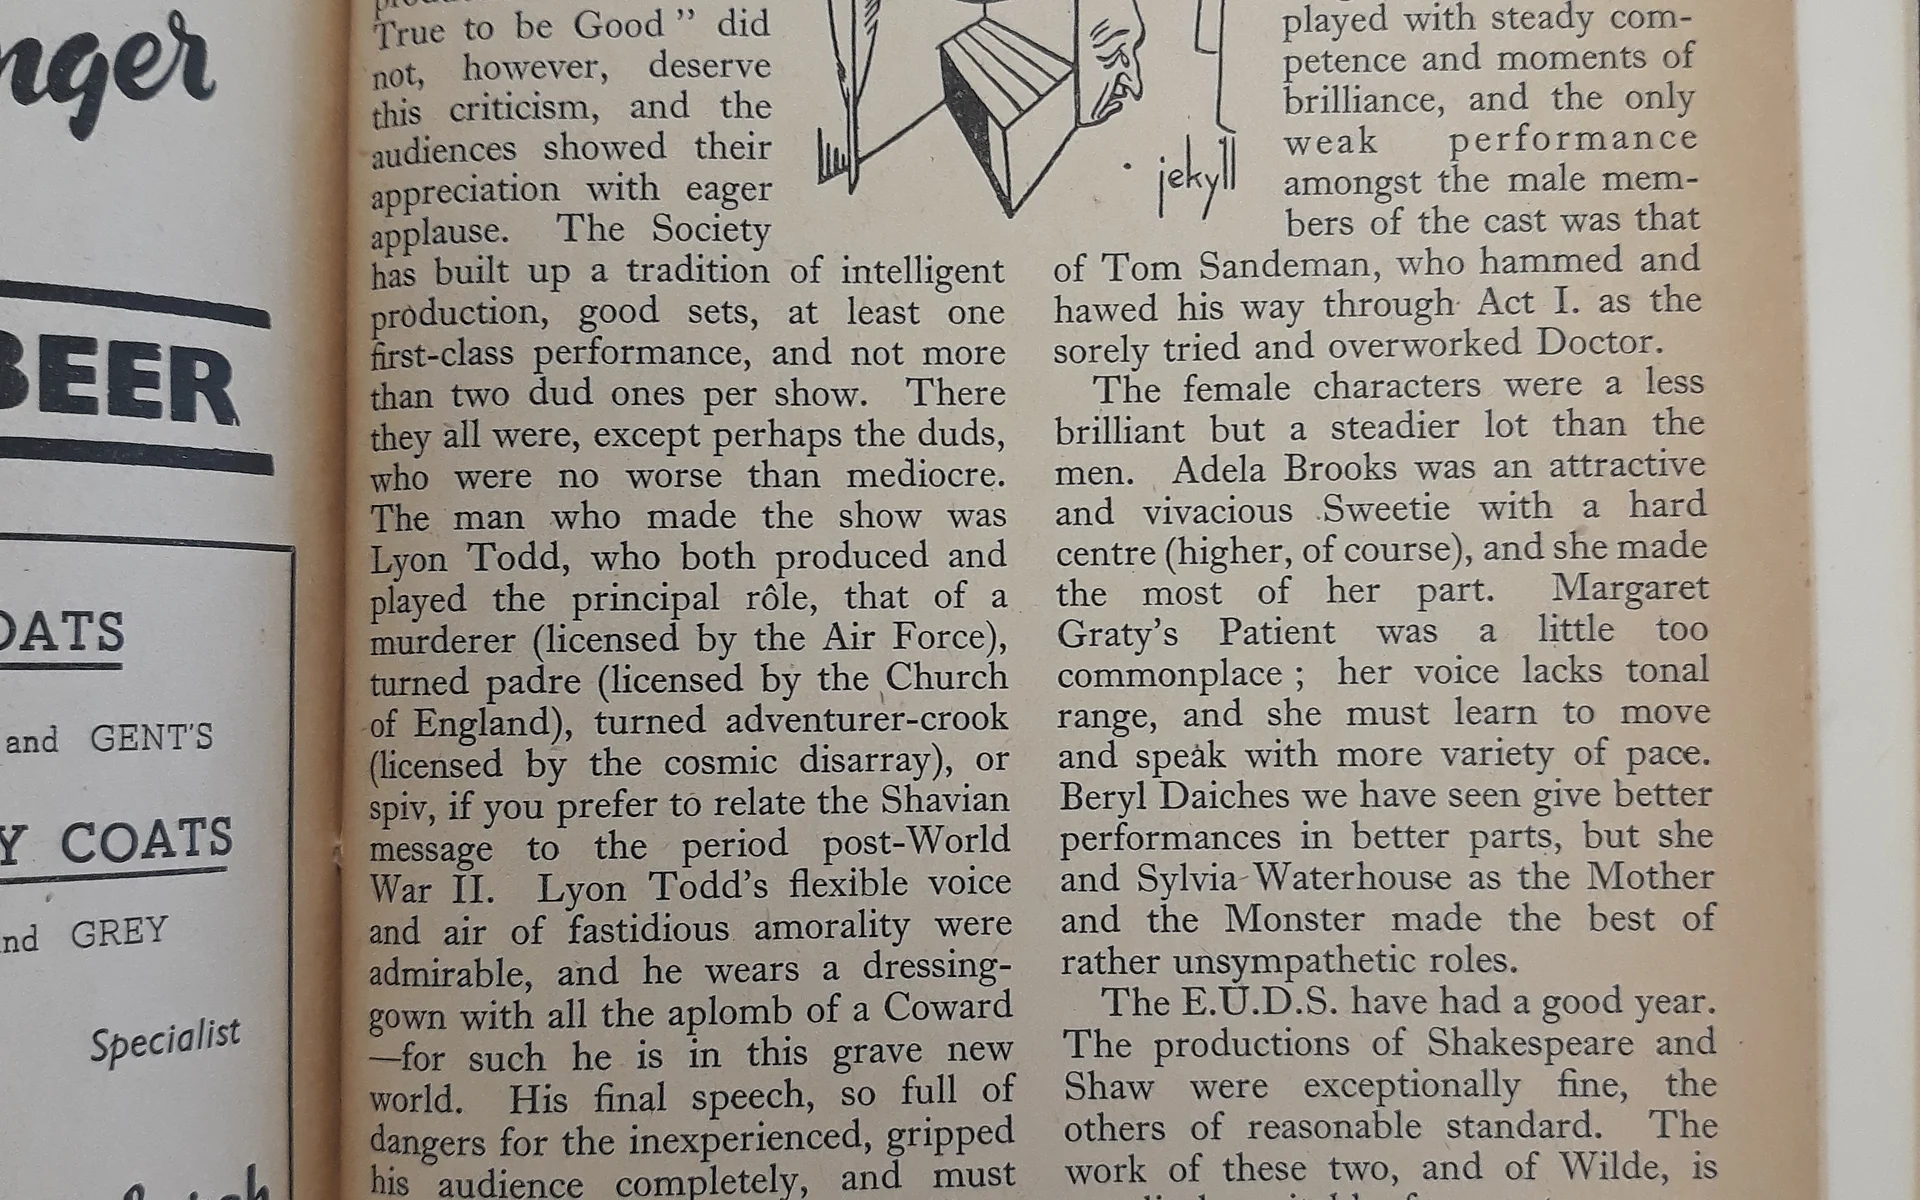 nger
BEER
OATS
and GENT'S
Y COATS
nd GREY
Specialist
True to be Good" did
not, however, deserve
this criticism, and the
audiences showed their
appreciation with eager
applause. The Society
has built up a tradition of intelligent
production, good sets, at least one
first-class performance, and not more
than two dud ones per show. There
they all were, except perhaps the duds,
who were no worse than mediocre.
The man who made the show was
Lyon Todd, who both produced and
played the principal rôle, that of a
murderer (licensed by the Air Force),
turned padre (licensed by the Church
of England), turned adventurer-crook
(licensed by the cosmic disarray), or
spiv, if you prefer to relate the Shavian
message to the period post-World
War II. Lyon Todd's flexible voice
and air of fastidious amorality were
admirable, and he wears a dressing-
gown with all the aplomb of a Coward
—for such he is in this grave new
world. His final speech, so full of
dangers for the inexperienced, gripped
his audience completely, and must
jekyll
played with steady com-
petence and moments of
brilliance, and the only
weak performance
amongst the male mem-
bers of the cast was that
of Tom Sandeman, who hammed and
hawed his way through Act I. as the
sorely tried and overworked Doctor.
The female characters were a less
brilliant but a steadier lot than the
men. Adela Brooks was an attractive
and vivacious Sweetie with a hard
centre (higher, of course), and she made
the most of her part. Margaret
Graty's Patient was a little too
commonplace ; her voice lacks tonal
range, and she must learn to move
and speak with more variety of pace.
Beryl Daiches we have seen give better
performances in better parts, but she
and Sylvia Waterhouse as the Mother
and the Monster made the best of
rather unsympathetic roles.
The E.U.D.S. have had a good year.
The productions of Shakespeare and
Shaw were exceptionally fine, the
others of reasonable standard. The
work of these two, and of Wilde, is